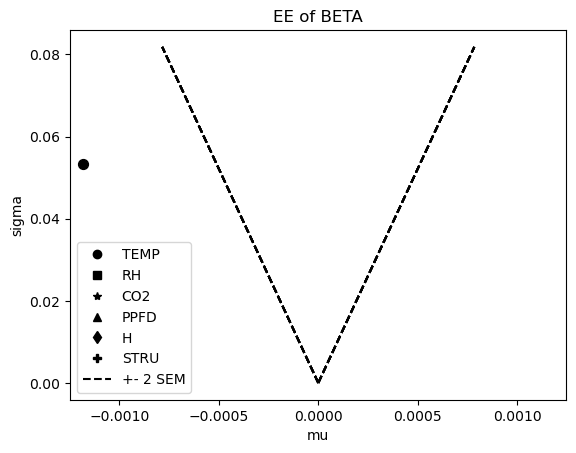 EE of BETA
0.08
0.06
0.04
0.02
0.00
sigma
TEMP
RH
CO2
PPFD
H
STRU
+- 2 SEM
−0.0010
−0.0005
0.0000
0.0005
0.0010
mu